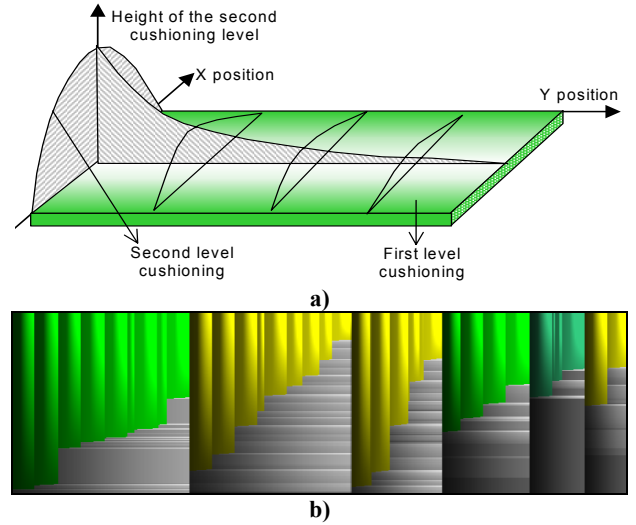 Height of the second
cushioning level
X position
Y position
Second level
cushioning
First level
cushioning
a)
b)